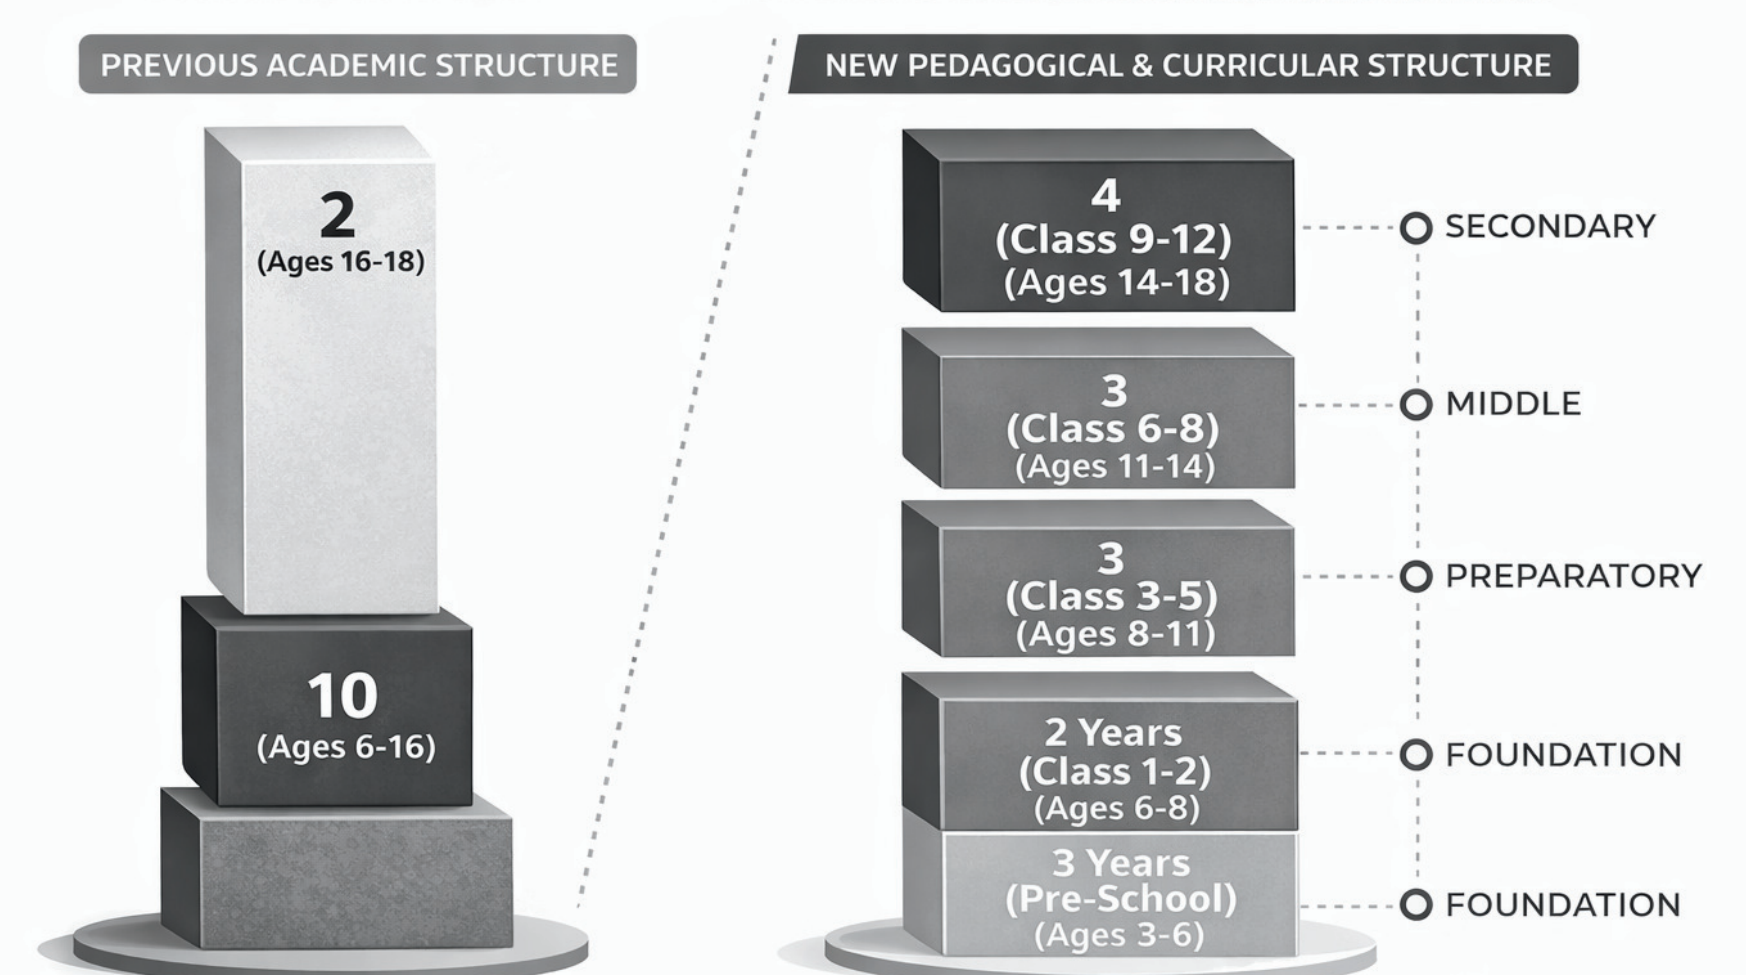 PREVIOUS ACADEMIC STRUCTURE
2
(Ages 16-18)
10
(Ages 6-16)
NEW PEDAGOGICAL & CURRICULAR STRUCTURE
4
(Class 9-12)
(Ages 14-18)
SECONDARY
3
(Class 6-8)
(Ages 11-14)
MIDDLE
3
(Class 3-5)
(Ages 8-11)
PREPARATORY
2 Years
(Class 1-2)
(Ages 6-8)
FOUNDATION
3 Years
(Pre-School)
(Ages 3-6)
FOUNDATION